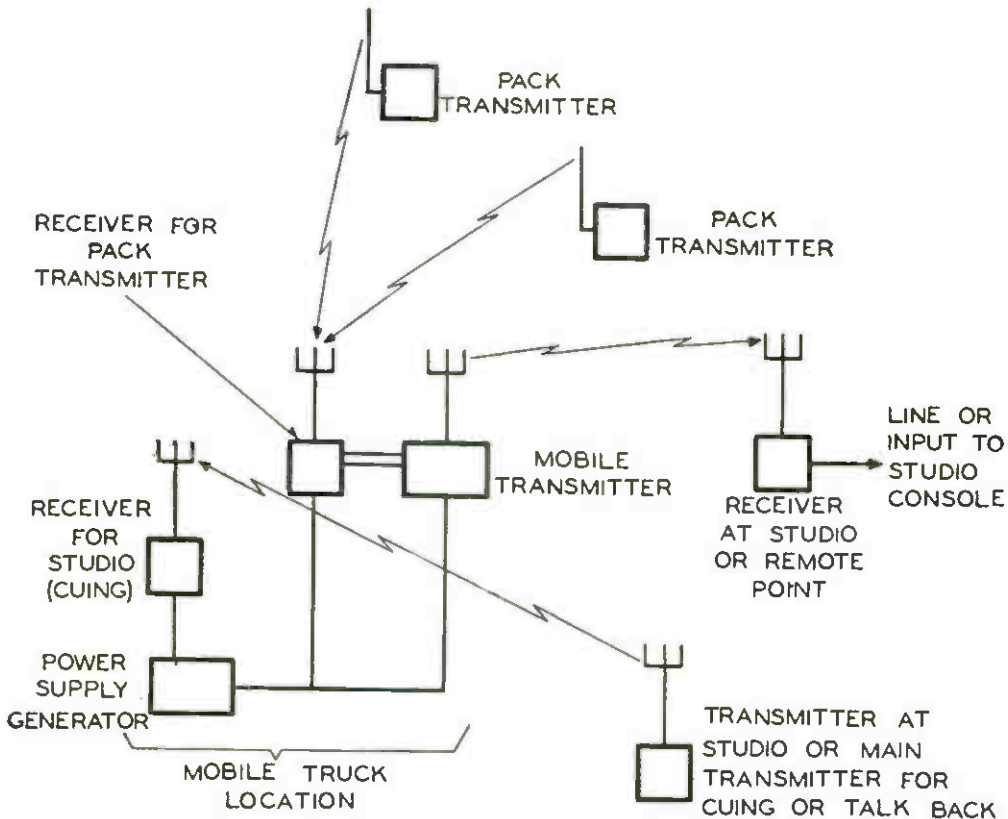 PACK
TRANSMITTER
PACK
TRANSMITTER
RECEIVER FOR
PACK
TRANSMITTER
LINE OR
INPUT TO
STUDIO
CONSOLE
MOBILE
TRANSMITTER
RECEIVER
AT STUDIO
OR REMOTE
POINT
RECEIVER
FOR
STUDIO
(CUING)
POWER
SUPPLY
GENERATOR
MOBILE TRUCK
LOCATION
TRANSMITTER AT
STUDIO OR MAIN
TRANSMITTER FOR
CUING OR TALK BACK